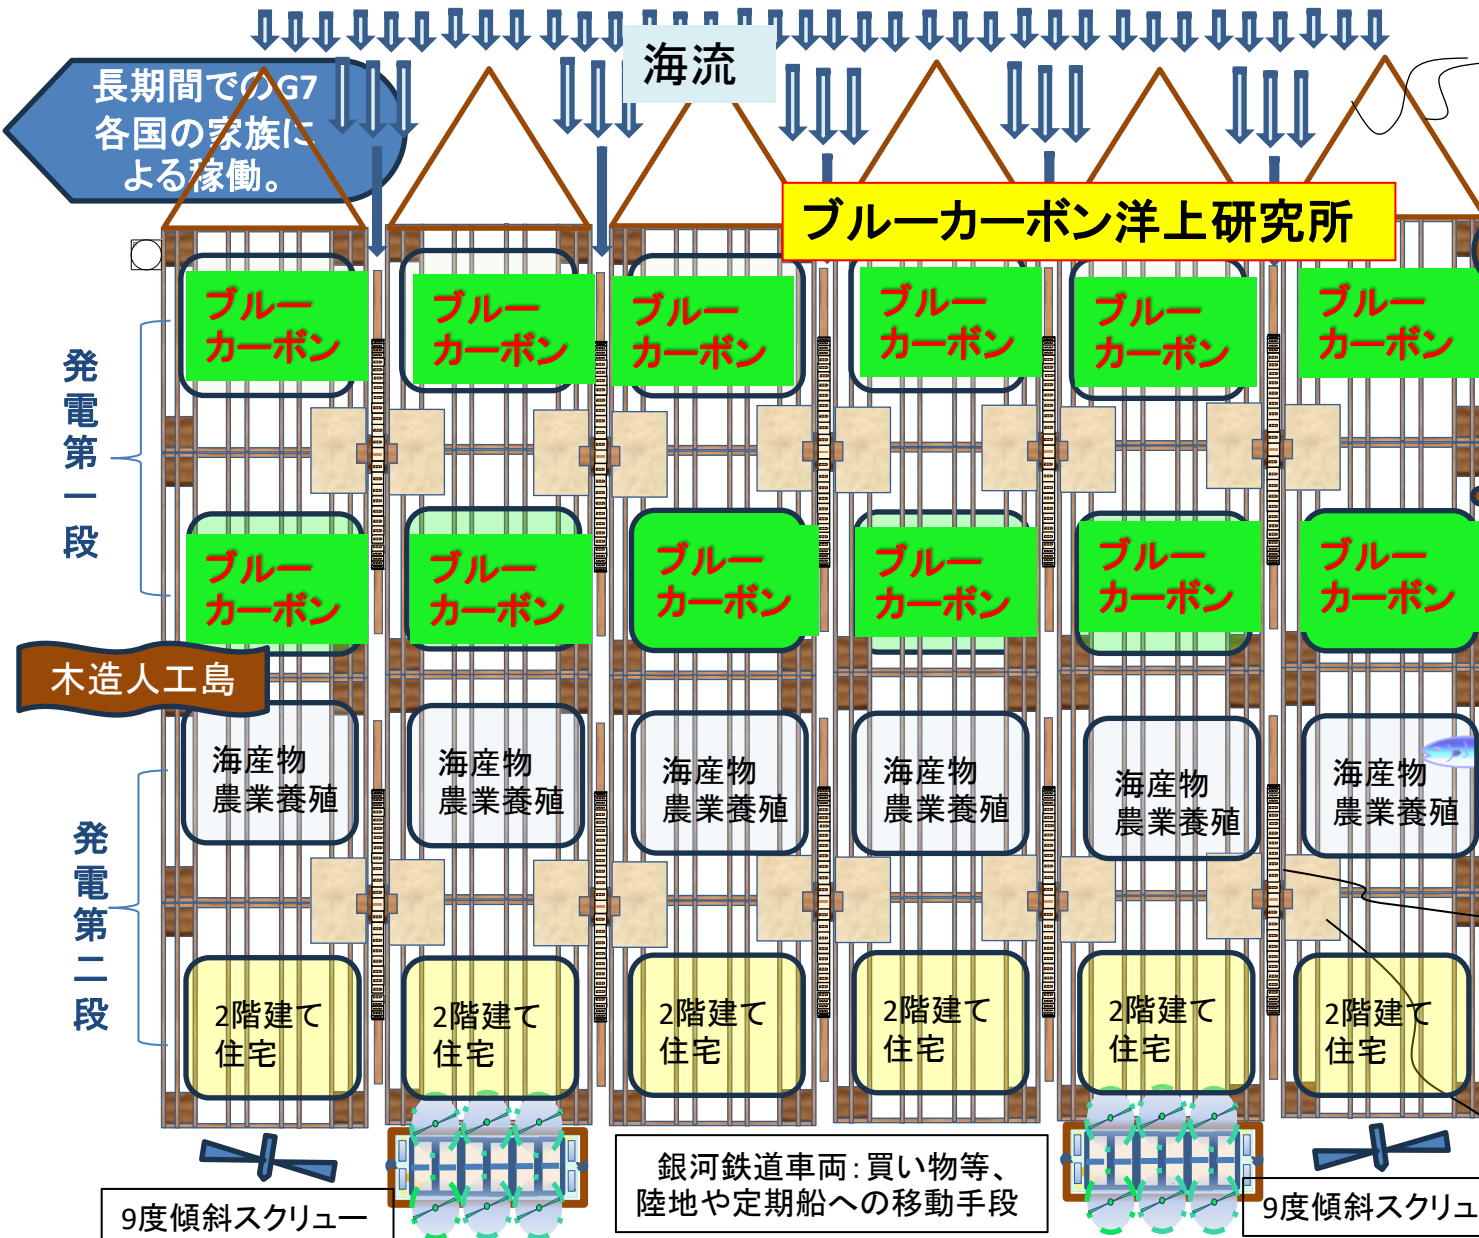 海流
長期間でのG7
各国の家族に
よる稼働。
ブルーカーボン洋上研究所
ブルー
カーボン
ブルー
カーボン
ブルー
カーボン
ブルー
カーボン
ブルー
カーボン
ブルー
カーボン
発電第一段
ブルー
カーボン
ブルー
カーボン
ブルー
カーボン
ブルー
カーボン
ブルー
カーボン
ブルー
カーボン
木造人工島
海産物
農業養殖
海産物
農業養殖
海産物
農業養殖
海産物
農業養殖
海産物
農業養殖
海産物
農業養殖
発電第二段
2階建て
住宅
2階建て
住宅
2階建て
住宅
2階建て
住宅
2階建て
住宅
2階建て
住宅
9度傾斜スクリュー
銀河鉄道車両：買い物等、
陸地や定期船への移動手段
9度傾斜スクリュ